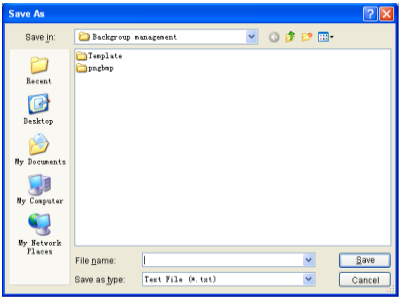 Save As
Save in:
Backgroup management
Template
pngbmp
Recent
Desktop
My Documents
My Computer
My Network
Places
File name:
Save
Save as type:
Text File (*.txt)
Cancel